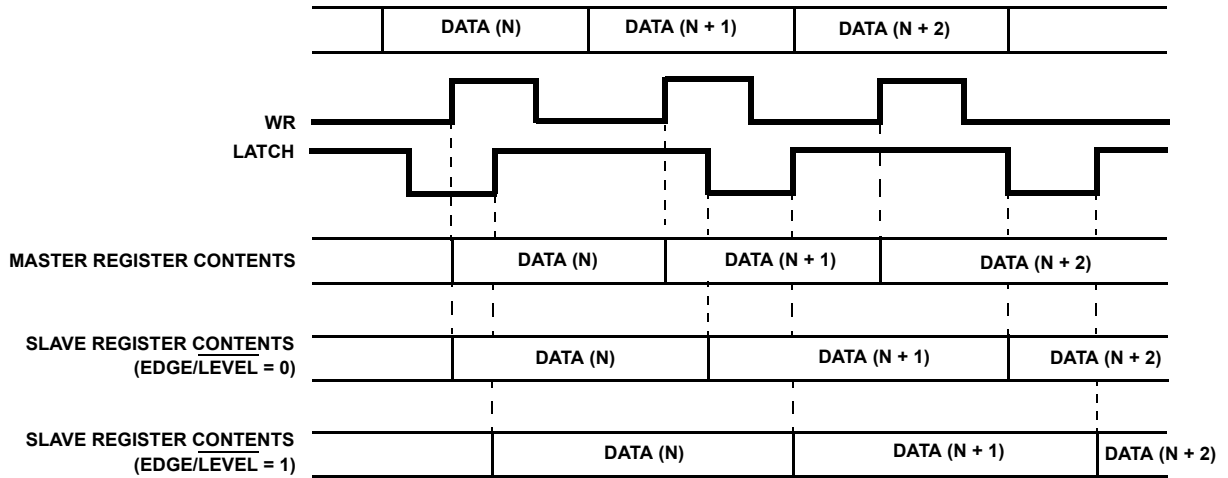 DATA (N) DATA (N + 1) DATA (N + 2)
WR
LATCH
MASTER REGISTER CONTENTS DATA (N) DATA (N + 1) DATA (N + 2)
SLAVE REGISTER CONTENTS
(EDGE/LEVEL = 0) DATA (N) DATA (N + 1) DATA (N + 2)
SLAVE REGISTER CONTENTS
(EDGE/LEVEL = 1) DATA (N) DATA (N + 1) DATA (N + 2)